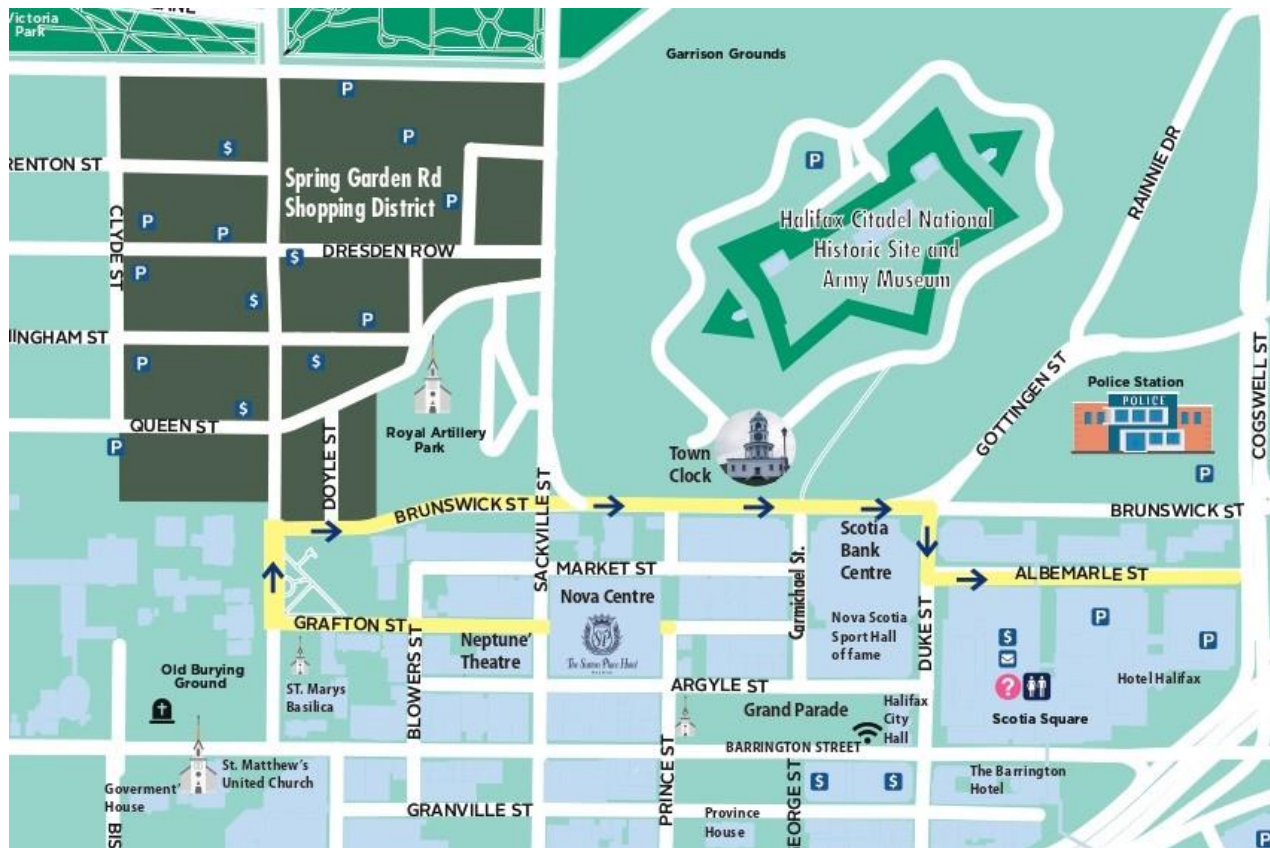 Victoria
Park
Garrison Grounds
P
P
P
$
RENTON ST
Spring Garden Rd
Shopping District
P
P
P
CLYDE ST
DRESDEN ROW
$
P
$
P
INGHAM ST
P
$
$
QUEEN ST
P
DOYLE ST
Royal Artillery
Park
Halifax Citadel National
Historic Site and
Army Museum
RAINNIE DR
GOTTINGEN ST
COGSWELL ST
Police Station
POLICE
P
Town
Clock
BRUNSWICK ST
SACKVILLE ST
BRUNSWICK ST
Scotia
Bank
Centre
MARKET ST
Carmichael St.
ALBEMARLE ST
Nova Centre
SP
The Sutton Place Hotel
GRAFTON ST
BLOWERS ST
Neptune'
Theatre
Nova Scotia
Sport Hall
of fame
DUKE ST
$
P
P
?
Hotel Halifax
Scotia Square
Old Burying
Ground
ST. Marys
Basilica
ARGYLE ST
Grand Parade
Halifax
City
Hall
BARRINGTON STREET
St. Matthew's
United Church
Goverment'
House
BIS
GRANVILLE ST
PRINCE ST
Province
House
EORGE ST
$
$
The Barrington
Hotel
P